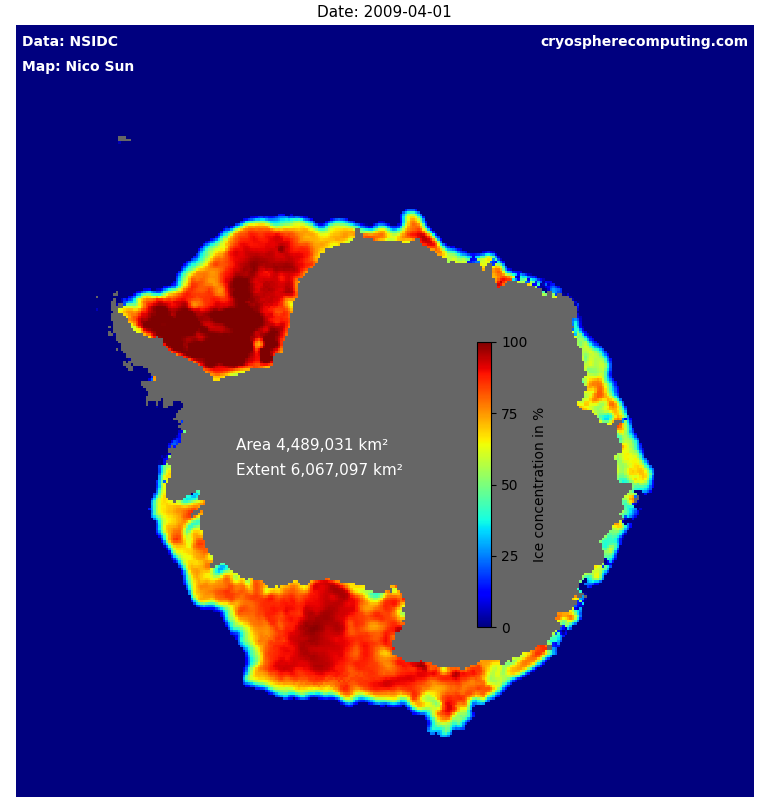 Date: 2009-04-01
Data: NSIDC
cryospherecomputing.com
Map: Nico Sun
100
75
50
25
0
Ice concentration in %
Area 4,489,031 km²
Extent 6,067,097 km²